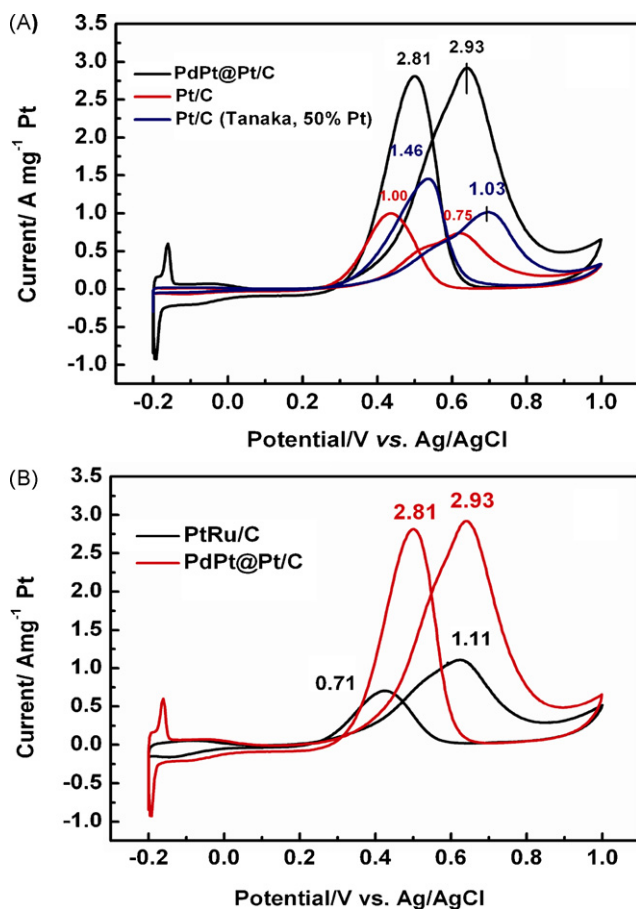 (A)
3.5
3.0
2.5
2.0
1.5
1.0
0.5
0.0
-0.5
-1.0
Current/ A mg⁻¹ Pt
PdPt@Pt/C
Pt/C
Pt/C (Tanaka, 50% Pt)
2.81
2.93
1.46
1.00
1.03
0.75
-0.2 0.0 0.2 0.4 0.6 0.8 1.0
Potential/V vs. Ag/AgCl
(B)
3.5
3.0
2.5
2.0
1.5
1.0
0.5
0.0
-0.5
-1.0
Current/ Amg⁻¹ Pt
PtRu/C
PdPt@Pt/C
2.81
2.93
1.11
0.71
-0.2 0.0 0.2 0.4 0.6 0.8 1.0
Potential/V vs. Ag/AgCl